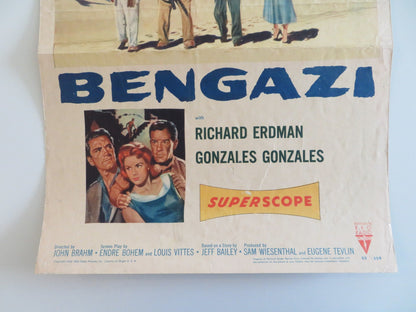 BENGAZI
with
RICHARD ERDMAN
GONZALES GONZALES
SUPERSCOPE
Directed by JOHN BRAHM • Screen Play by ENDRE BOHEM and LOUIS VITTES • Based on a Story by JEFF BAILEY • Produced by SAM WIESENTHAL and EUGENE TEVLIN